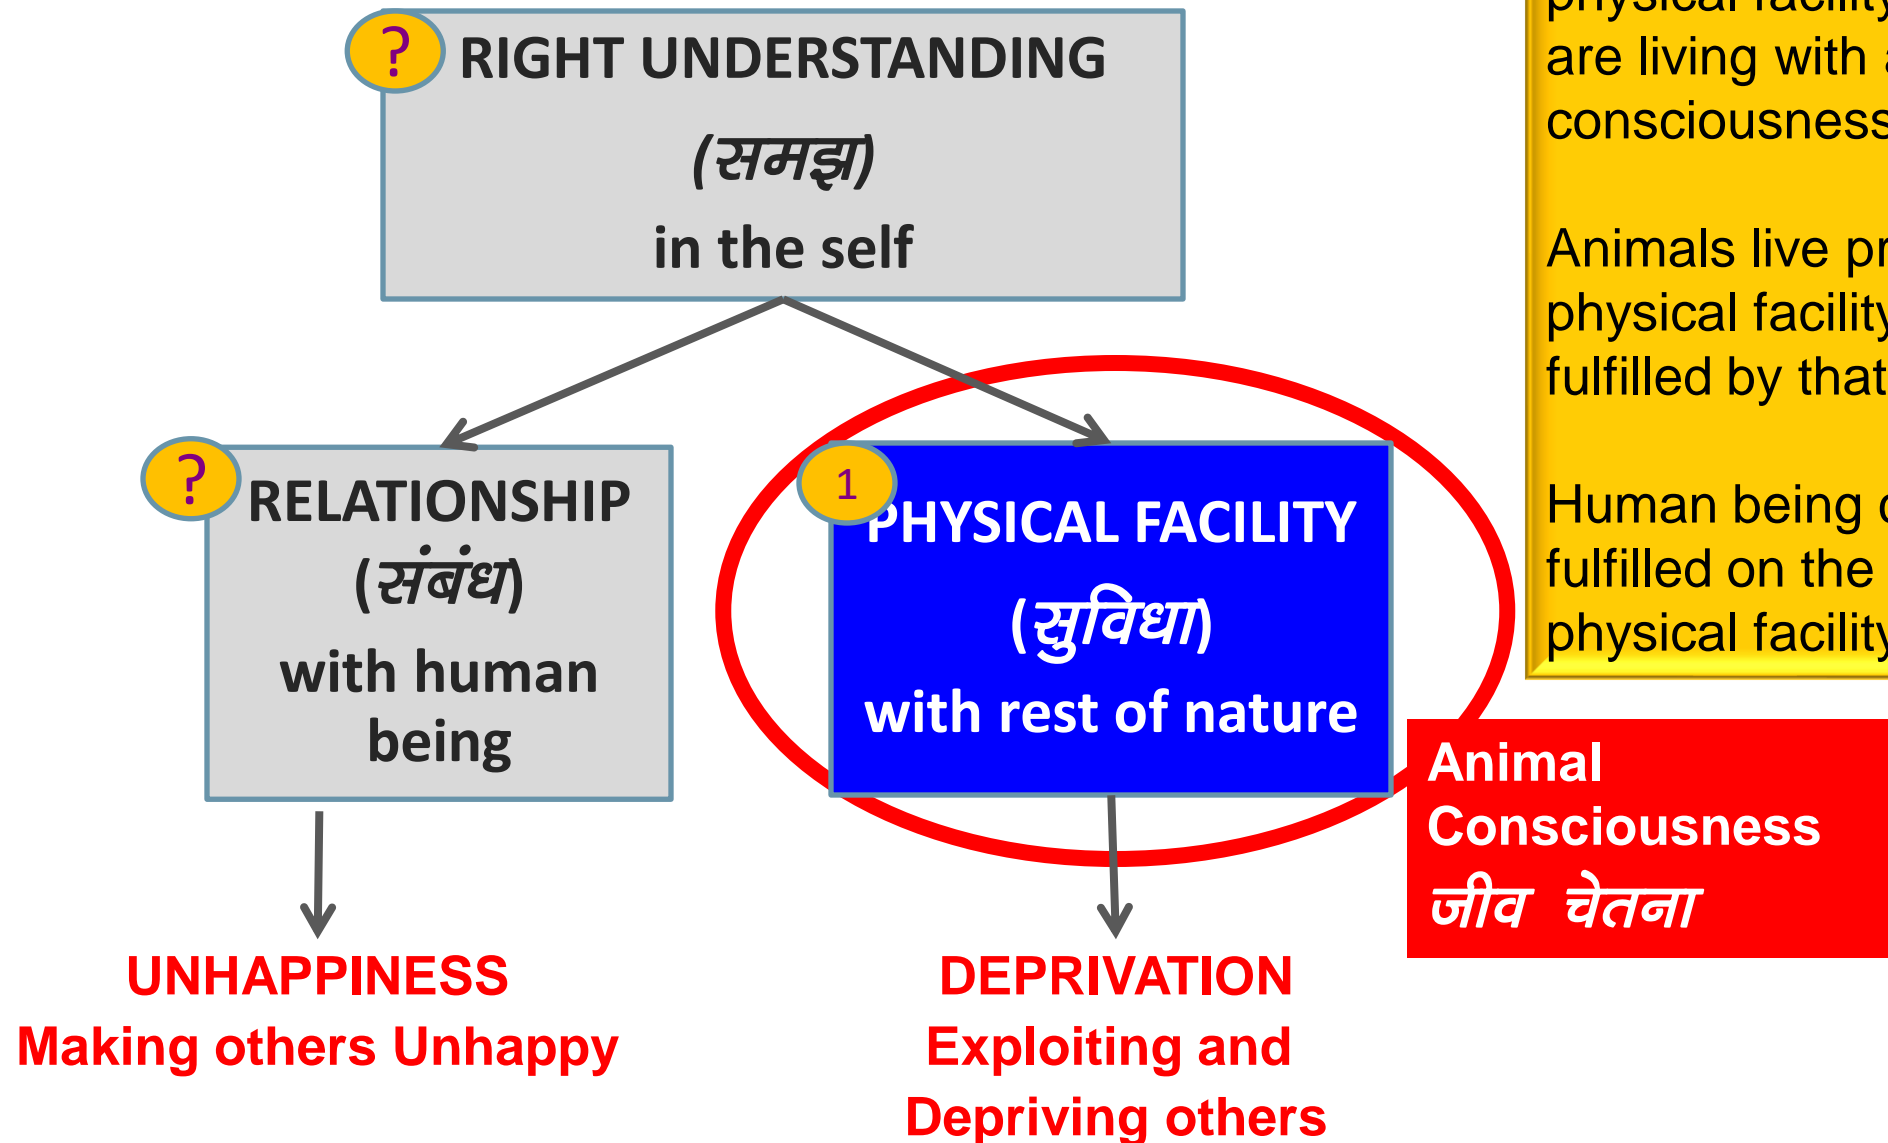 ?
RIGHT UNDERSTANDING
(समझ)
in the self
?
RELATIONSHIP
(संबंध)
with human
being
1
PHYSICAL FACILITY
(सुविधा)
with rest of nature
UNHAPPINESS
Making others Unhappy
DEPRIVATION
Exploiting and
Depriving others
physical facility
are living with
consciousness
Animals live
physical facility
fulfilled by that
Human being
fulfilled on the
physical facility
Animal
Consciousness
जीव चेतना